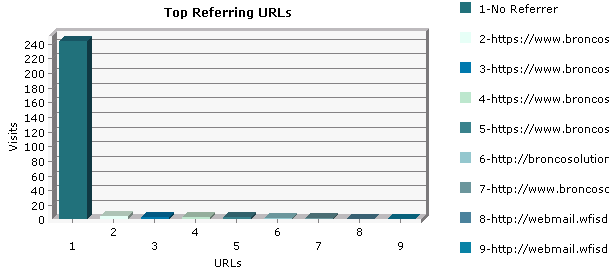 Top Referring URLs
240
220
200
180
160
140
120
100
80
60
40
20
0
Visits
1 2 3 4 5 6 7 8 9
URLs
1-No Referrer
2-https://www.broncos
3-https://www.broncos
4-https://www.broncos
5-https://www.broncos
6-http://broncosolution
7-http://www.broncosc
8-http://webmail.wfisd
9-http://webmail.wfisd